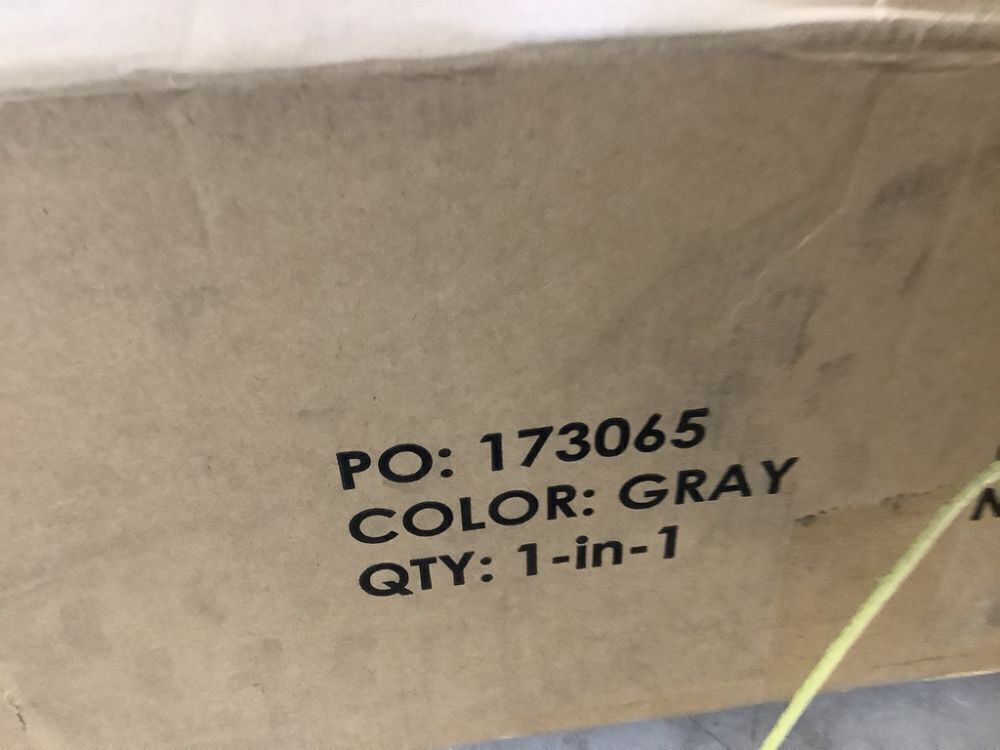 PO: 173065
COLOR: GRAY
QTY: 1-in-1